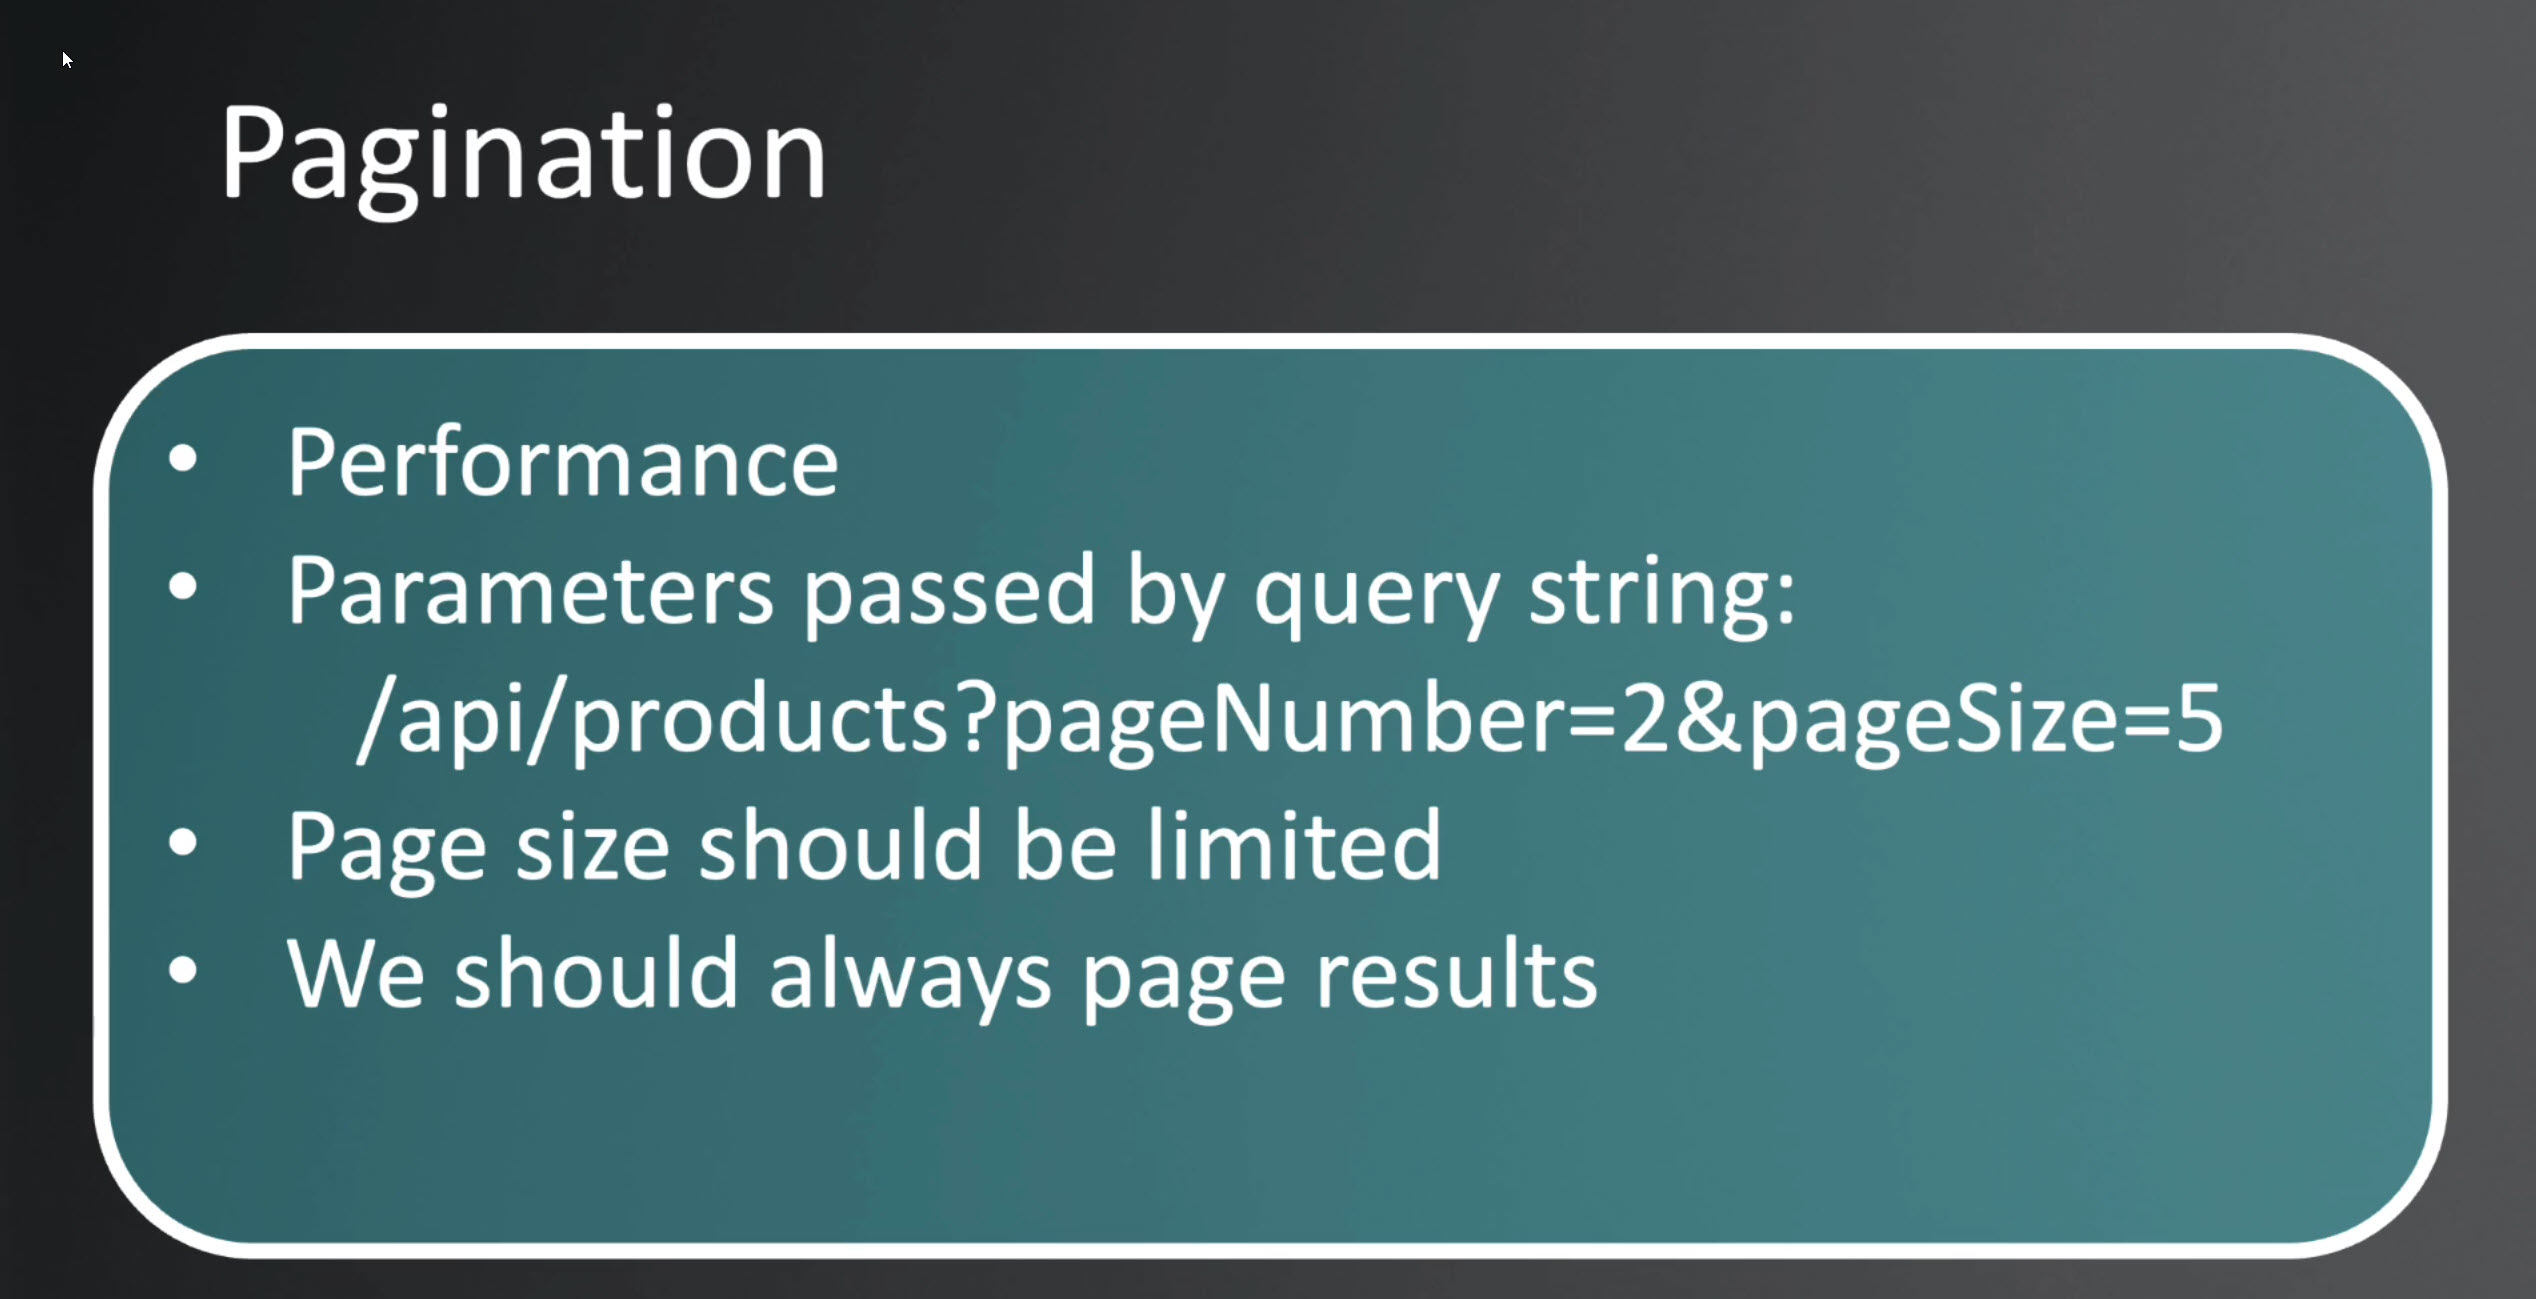 Pagination
• Performance
• Parameters passed by query string:
/api/products?pageNumber=2&pageSize=5
• Page size should be limited
• We should always page results